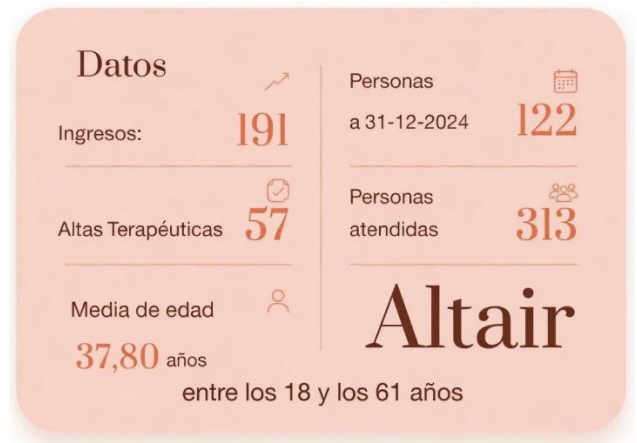 Datos
Ingresos: 191
Altas Terapéuticas 57
Media de edad
37,80 años
Personas
a 31-12-2024 122
Personas
atendidas 313
Altair
entre los 18 y los 61 años